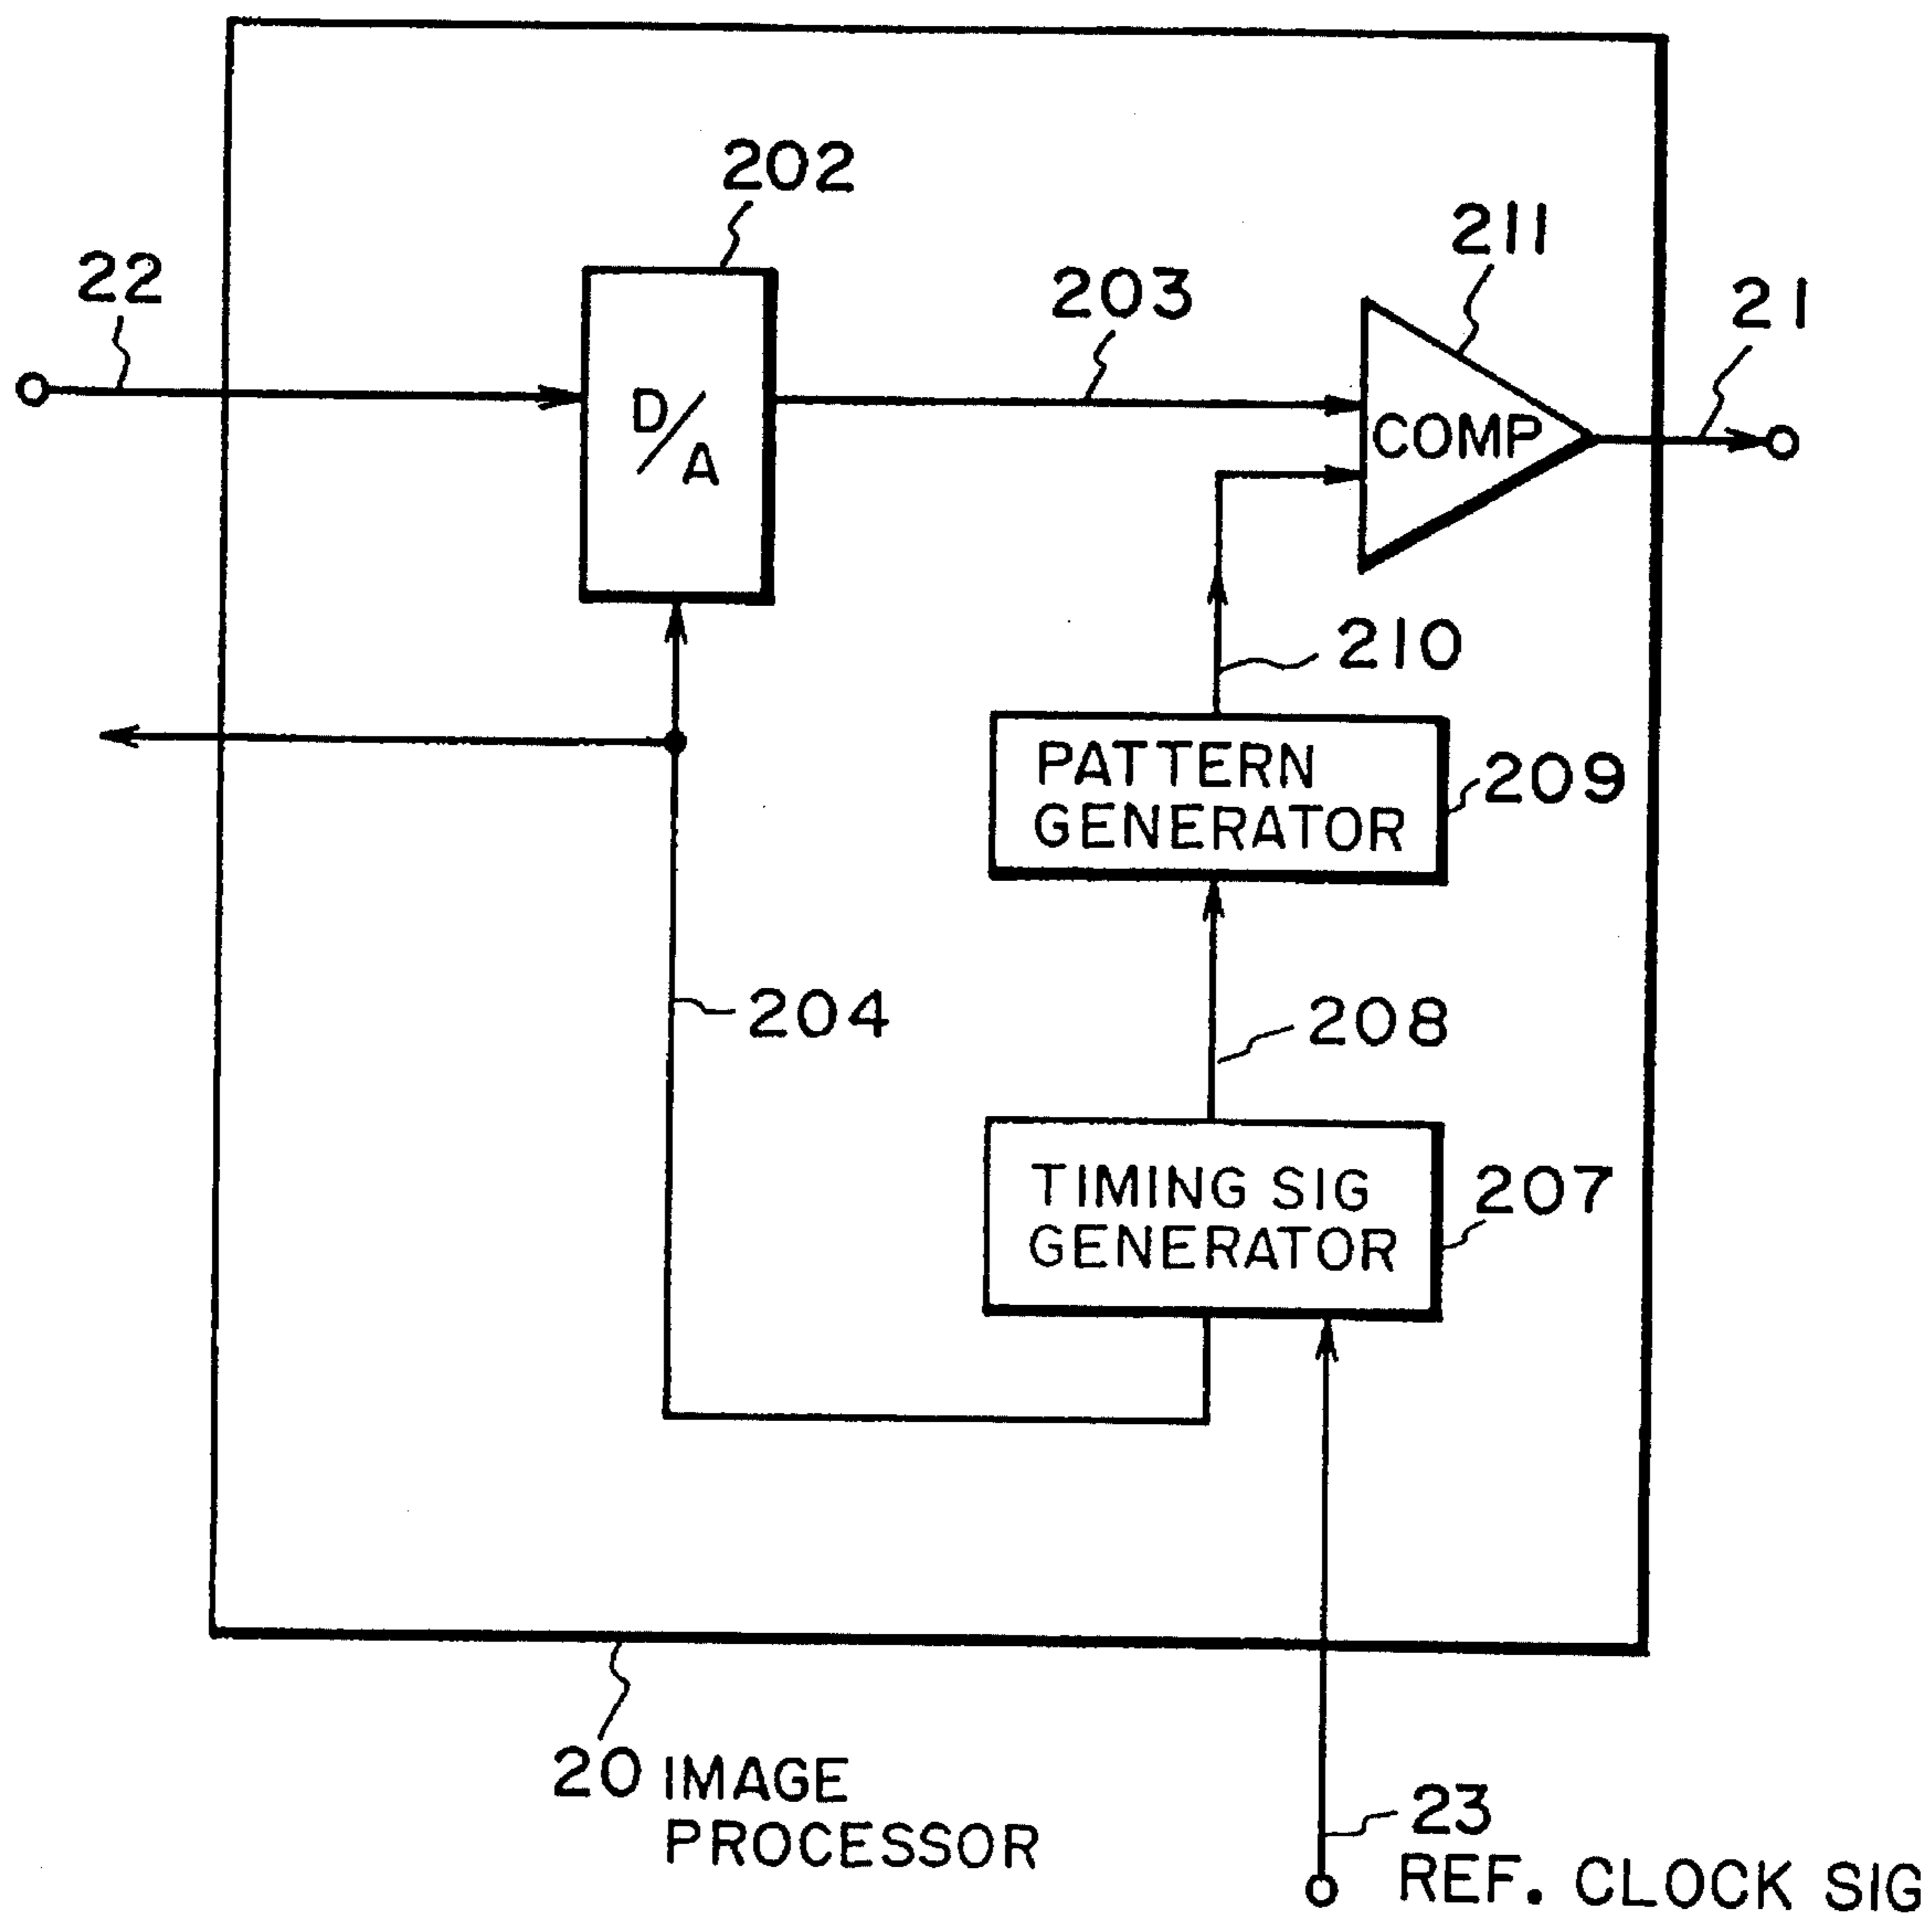 202
211
22
203
21
D/A
COMP
210
PATTERN
GENERATOR
209
204
208
TIMING SIG
GENERATOR
207
20 IMAGE
PROCESSOR
23
REF. CLOCK SIG